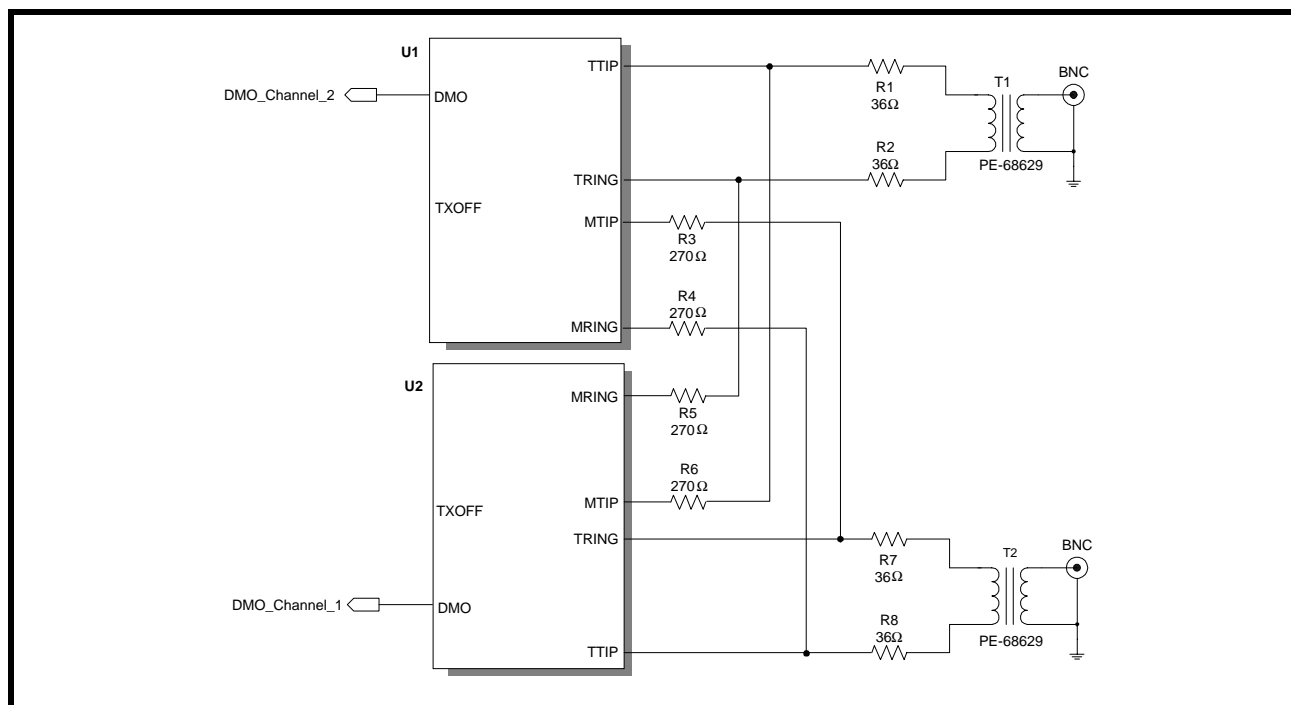 U1
TTIP
DMO_Channel_2
DMO
R1
36Ω
T1
BNC
R2
36Ω
PE-68629
TRING
TXOFF
MTIP
R3
270Ω
R4
270Ω
MRING
U2
MRING
R5
270Ω
R6
270Ω
MTIP
TXOFF
TRING
R7
36Ω
T2
BNC
DMO_Channel_1
DMO
R8
36Ω
PE-68629
TTIP